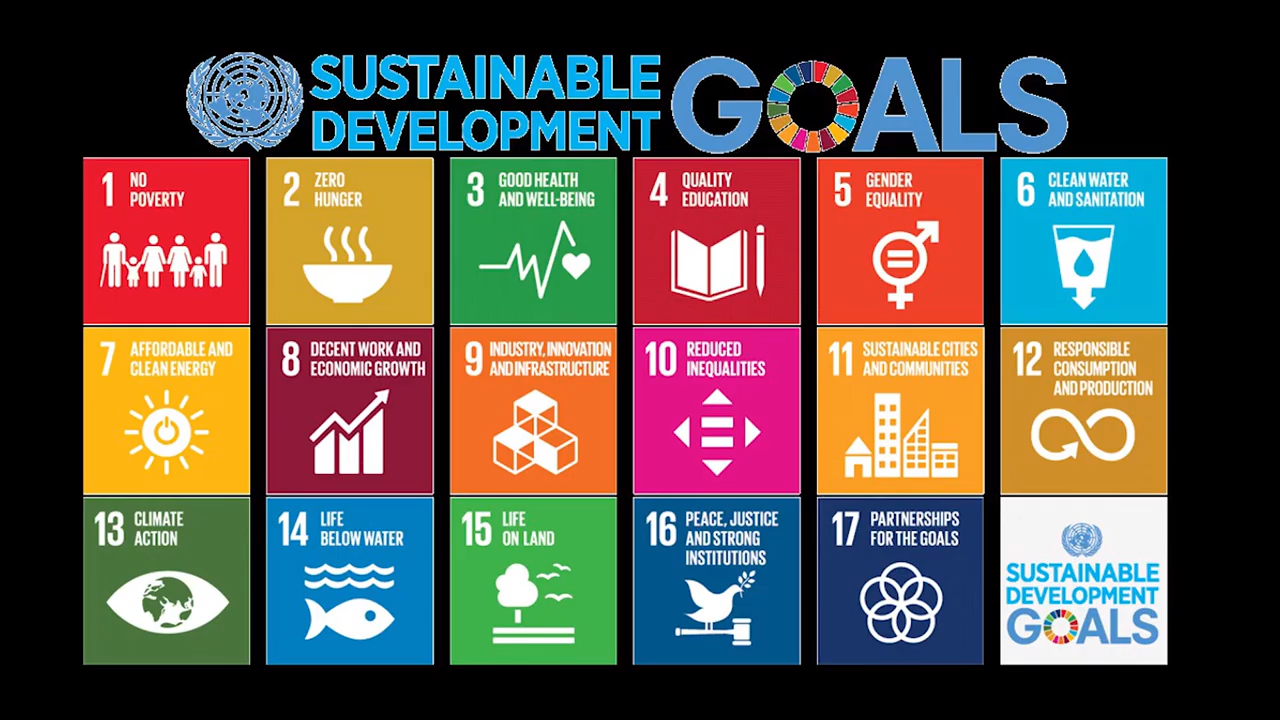 SUSTAINABLE
DEVELOPMENT
GOALS
1 NO
POVERTY
2 ZERO
HUNGER
3 GOOD HEALTH
AND WELL-BEING
4 QUALITY
EDUCATION
5 GENDER
EQUALITY
6 CLEAN WATER
AND SANITATION
7 AFFORDABLE AND
CLEAN ENERGY
8 DECENT WORK AND
ECONOMIC GROWTH
9 INDUSTRY, INNOVATION
AND INFRASTRUCTURE
10 REDUCED
INEQUALITIES
11 SUSTAINABLE CITIES
AND COMMUNITIES
12 RESPONSIBLE
CONSUMPTION
AND PRODUCTION
13 CLIMATE
ACTION
14 LIFE
BELOW WATER
15 LIFE
ON LAND
16 PEACE, JUSTICE
AND STRONG
INSTITUTIONS
17 PARTNERSHIPS
FOR THE GOALS
SUSTAINABLE
DEVELOPMENT
GOALS